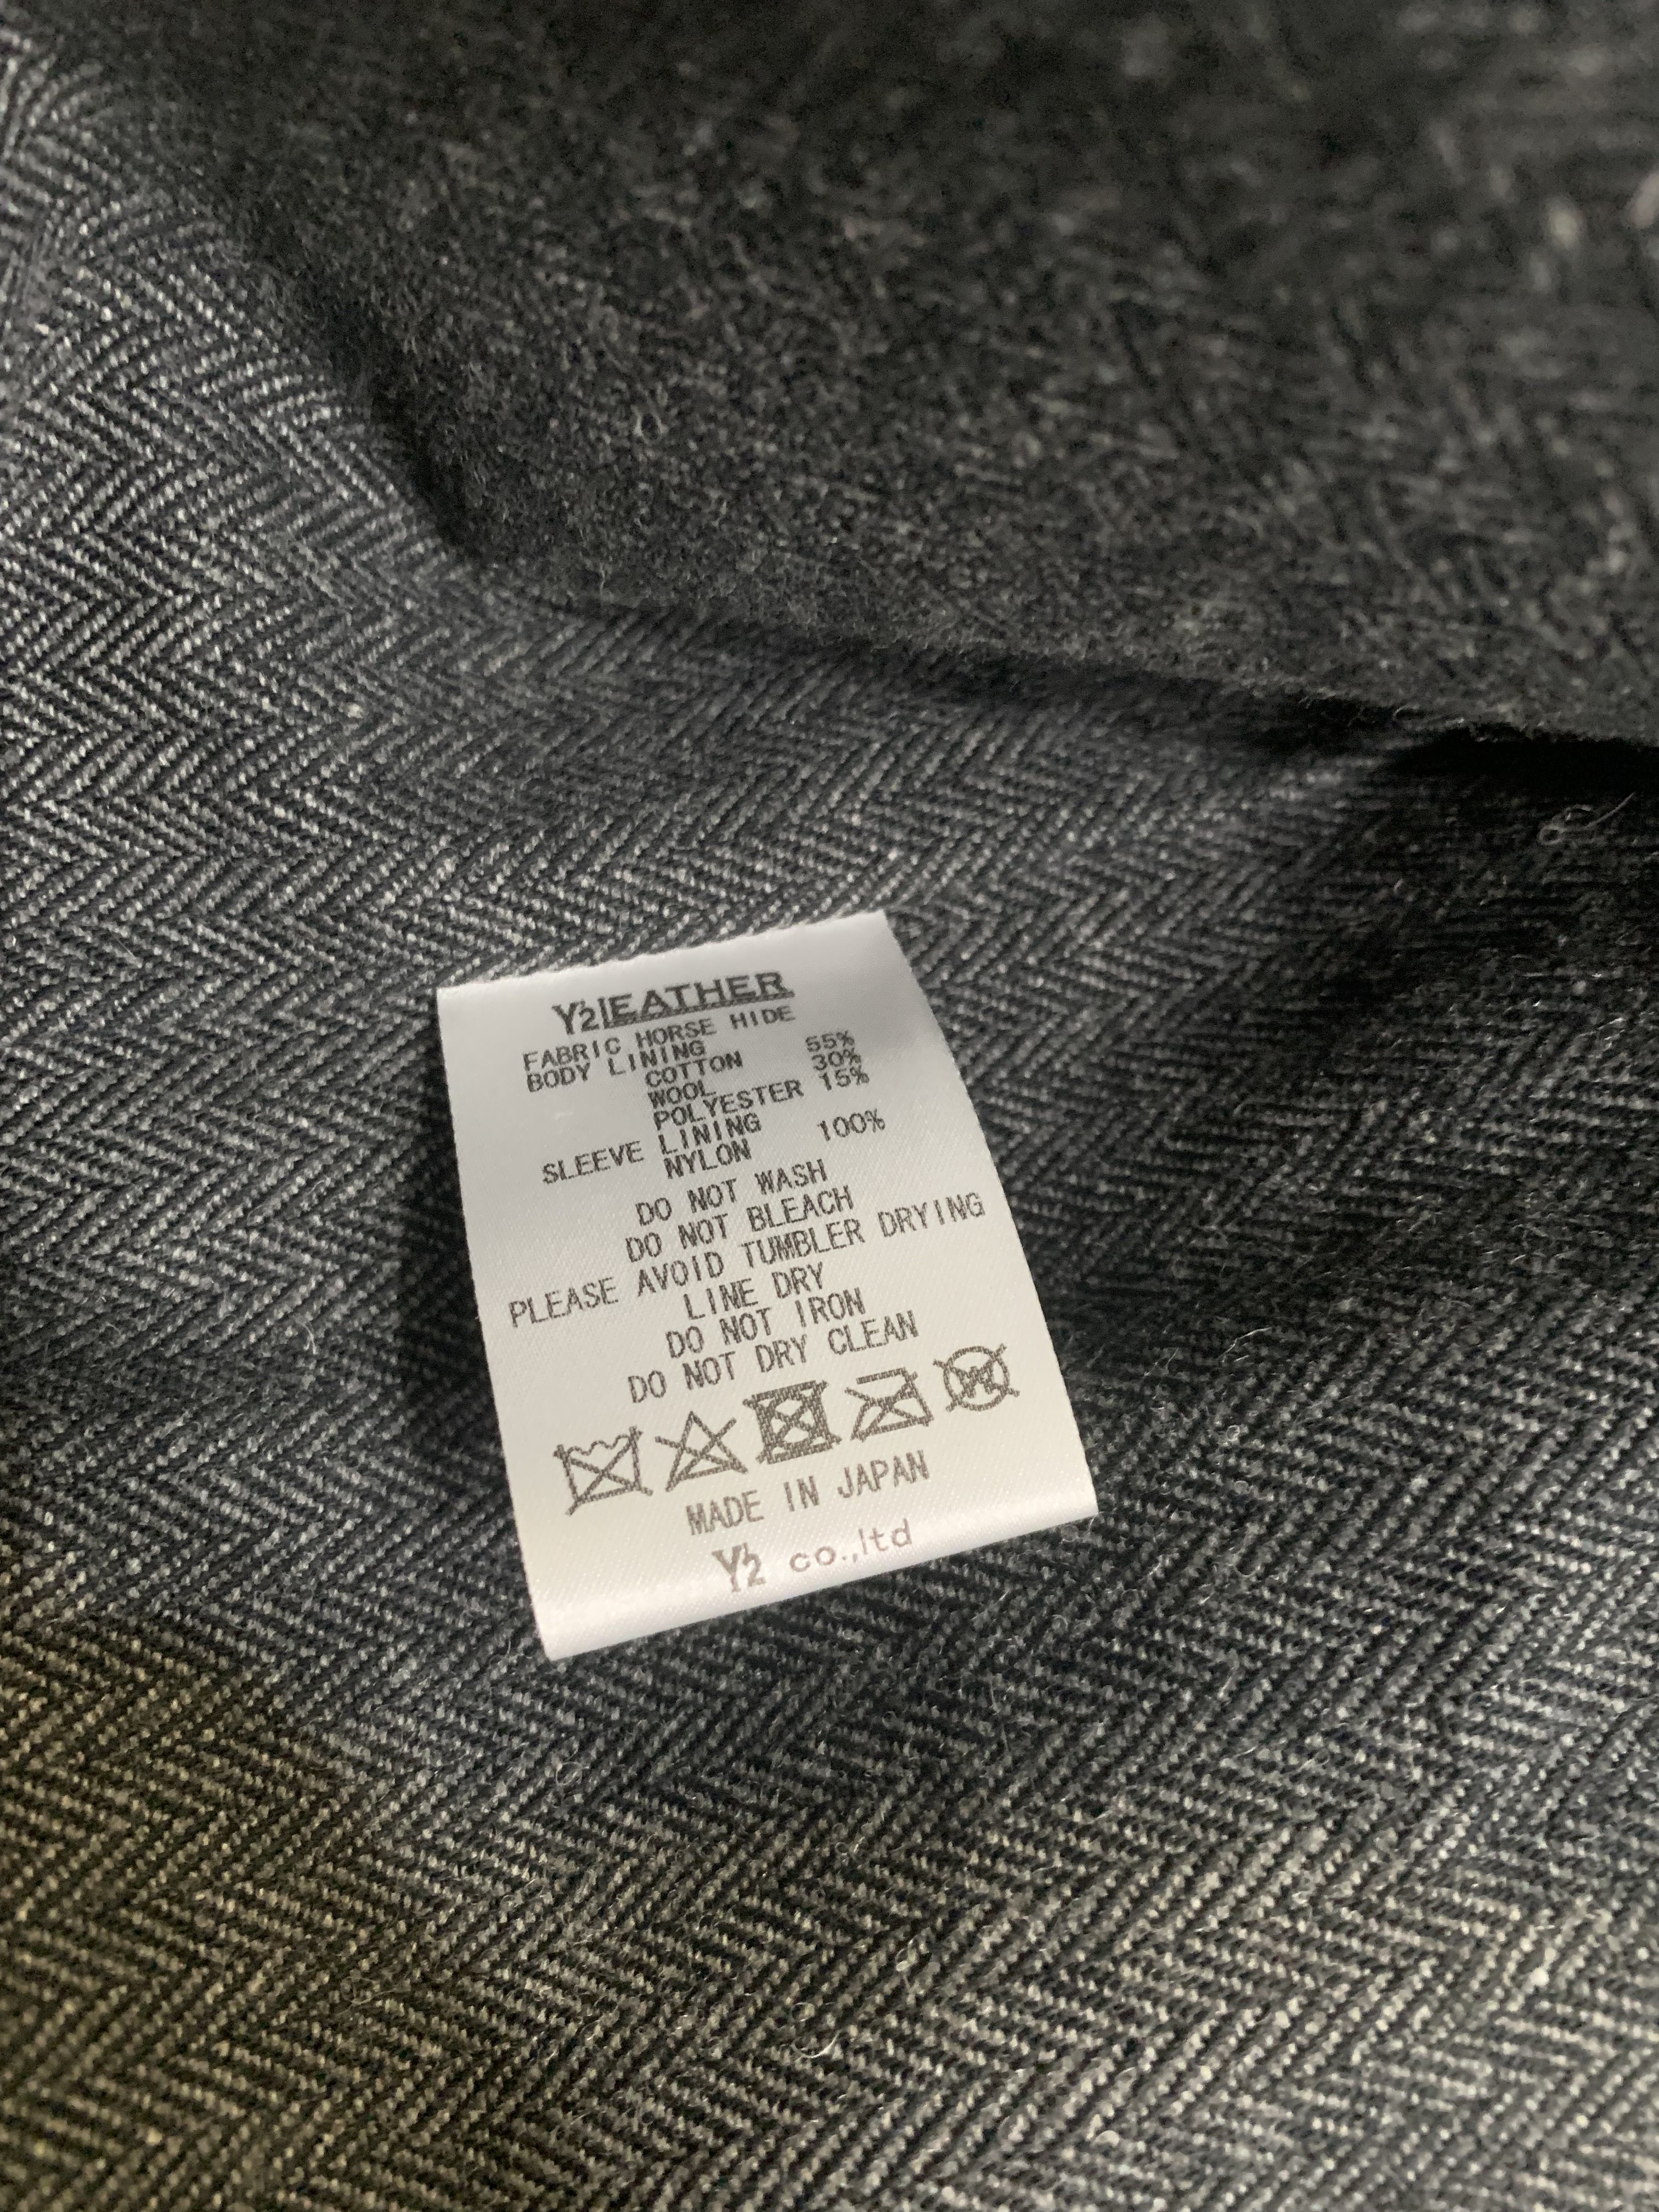 Y'2 LEATHER
FABRIC HORSE HIDE
BODY LINING
COTTON 55%
WOOL 30%
POLYESTER 15%
SLEEVE LINING
NYLON 100%
DO NOT WASH
DO NOT BLEACH
PLEASE AVOID TUMBLER DRYING
LINE DRY
DO NOT IRON
DO NOT DRY CLEAN
W
MADE IN JAPAN
Y'2 co.,ltd